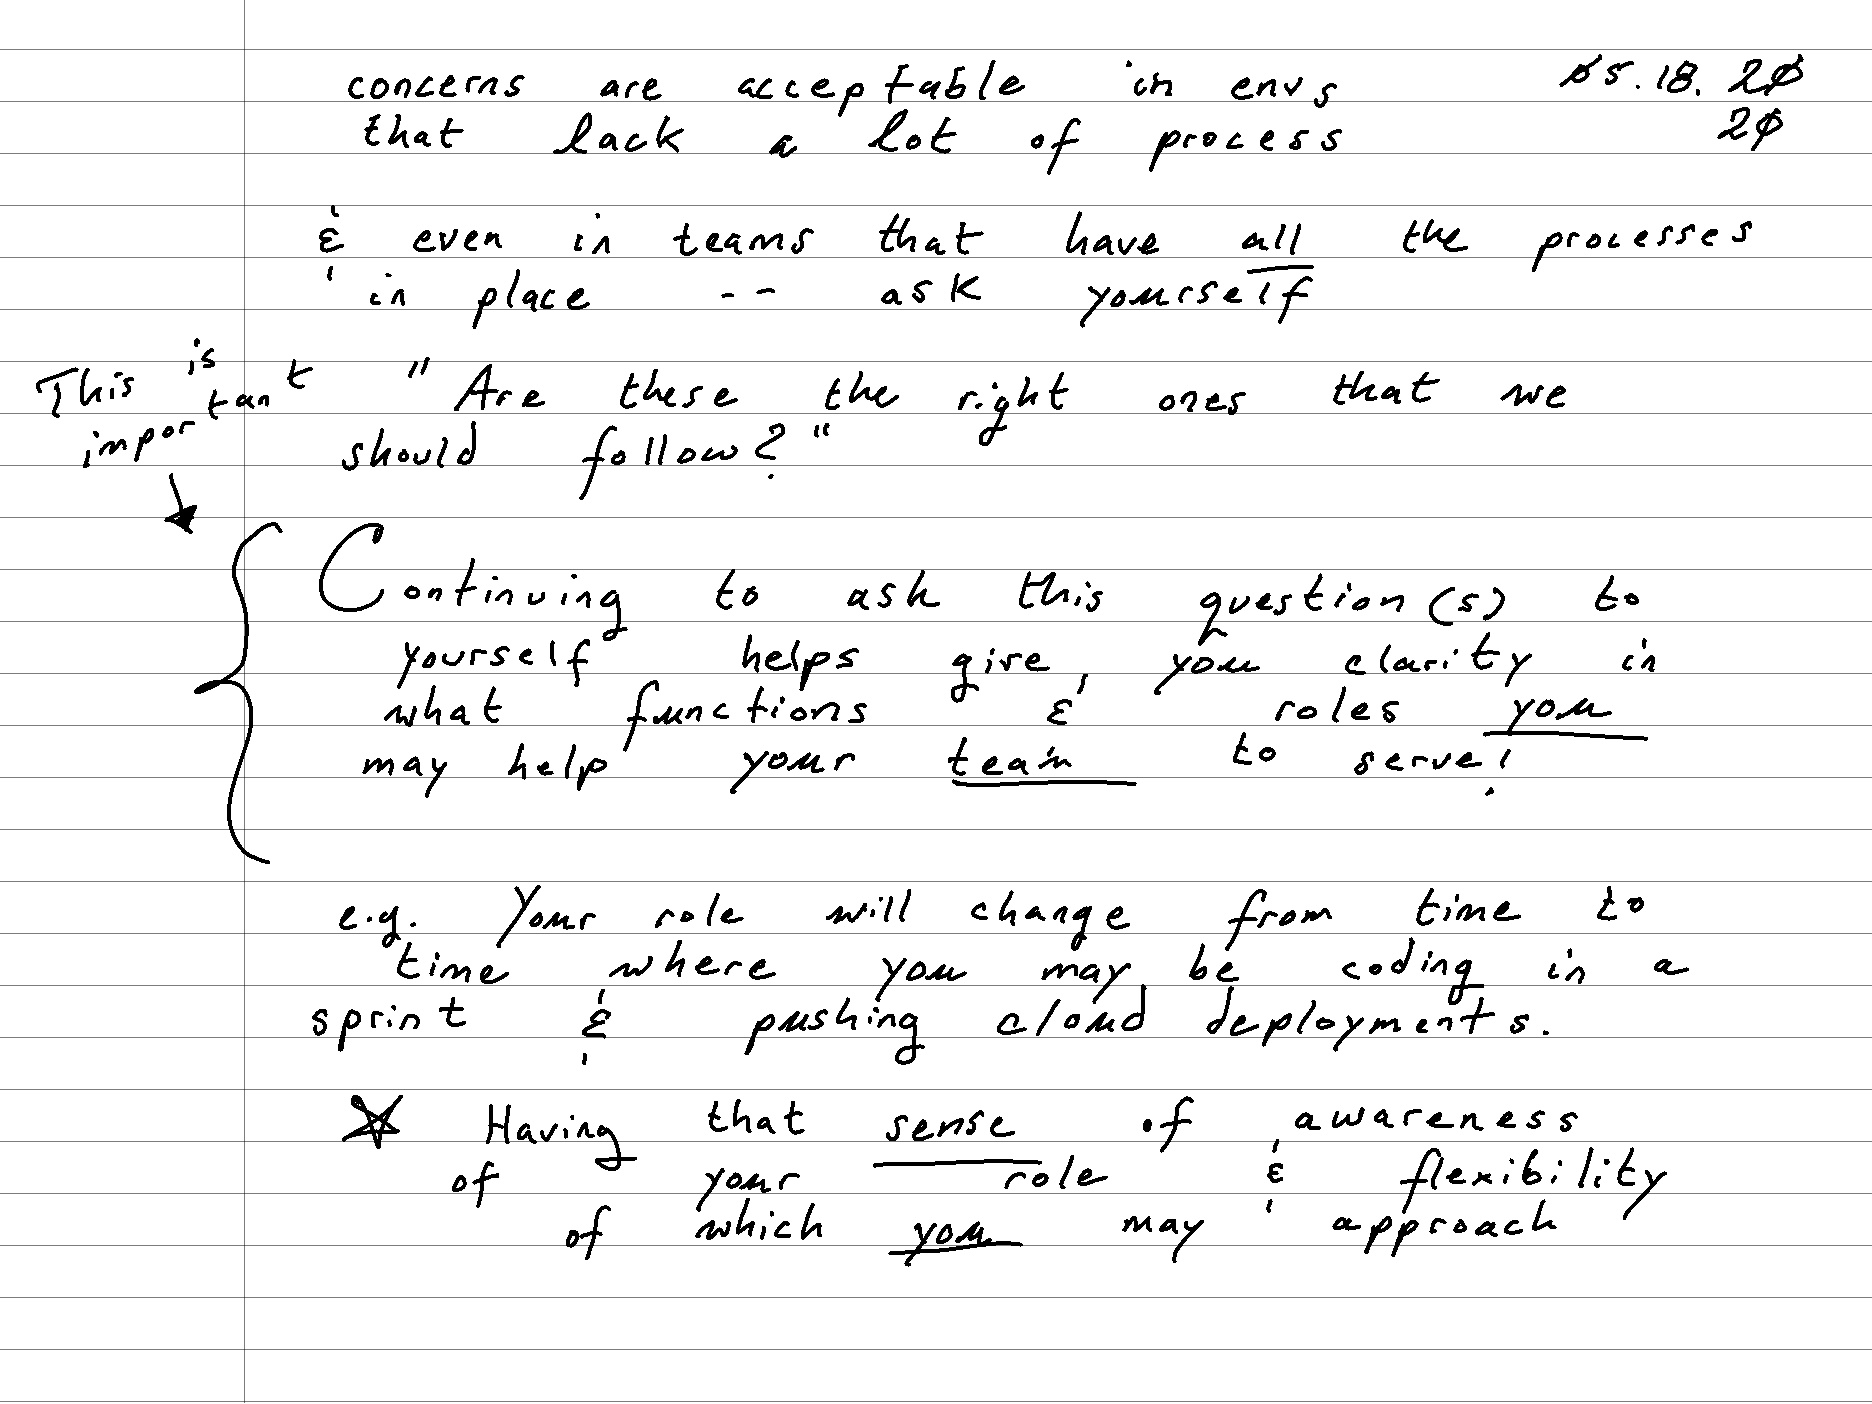 concerns are acceptable in envs
that lack a lot of process
05.18.20
20
& even in teams that have all the processes
in place -- ask yourself
This is
important
"Are these the right ones that we
should follow?"
Continuing to ask this question(s) to
yourself helps give you clarity in
what functions & roles you
may help your team to serve!
e.g. Your role will change from time to
time where you may be coding in a
sprint & pushing cloud deployments.
☆ Having that sense of awareness
of your role & flexibility
of which you may approach